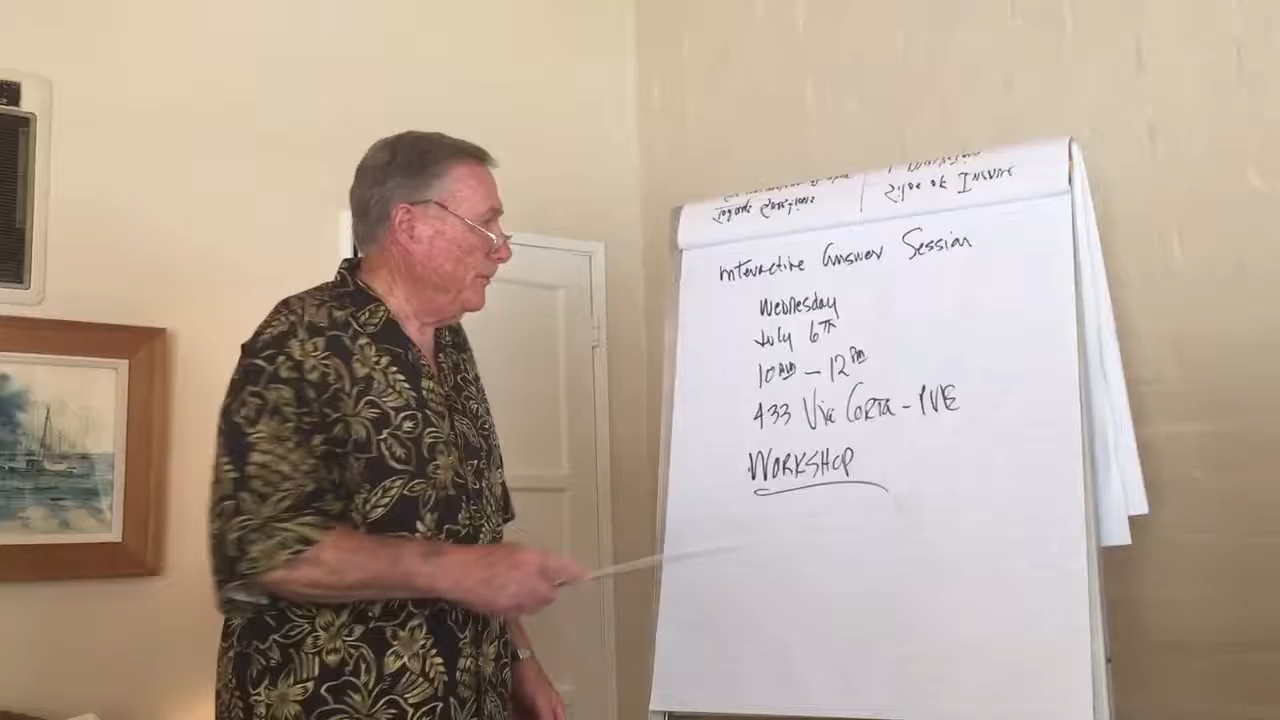 Interactive Answer Session
Wednesday
July 6TH
10AM - 12PM
433 Via Corta - PVE
WORKSHOP